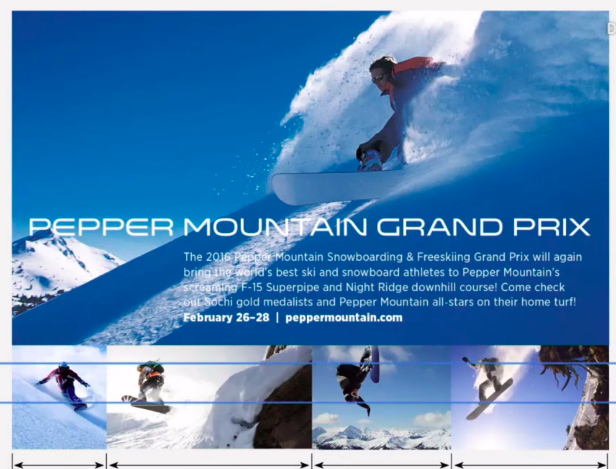 PEPPER MOUNTAIN GRAND PRIX
The 2016 Pepper Mountain Snowboarding & Freeskiing Grand Prix will again
bring the world's best ski and snowboard athletes to Pepper Mountain's
screaming F-15 Superpipe and Night Ridge downhill course! Come check
out Sochi gold medalists and Pepper Mountain all-stars on their home turf!
February 26–28 | peppermountain.com